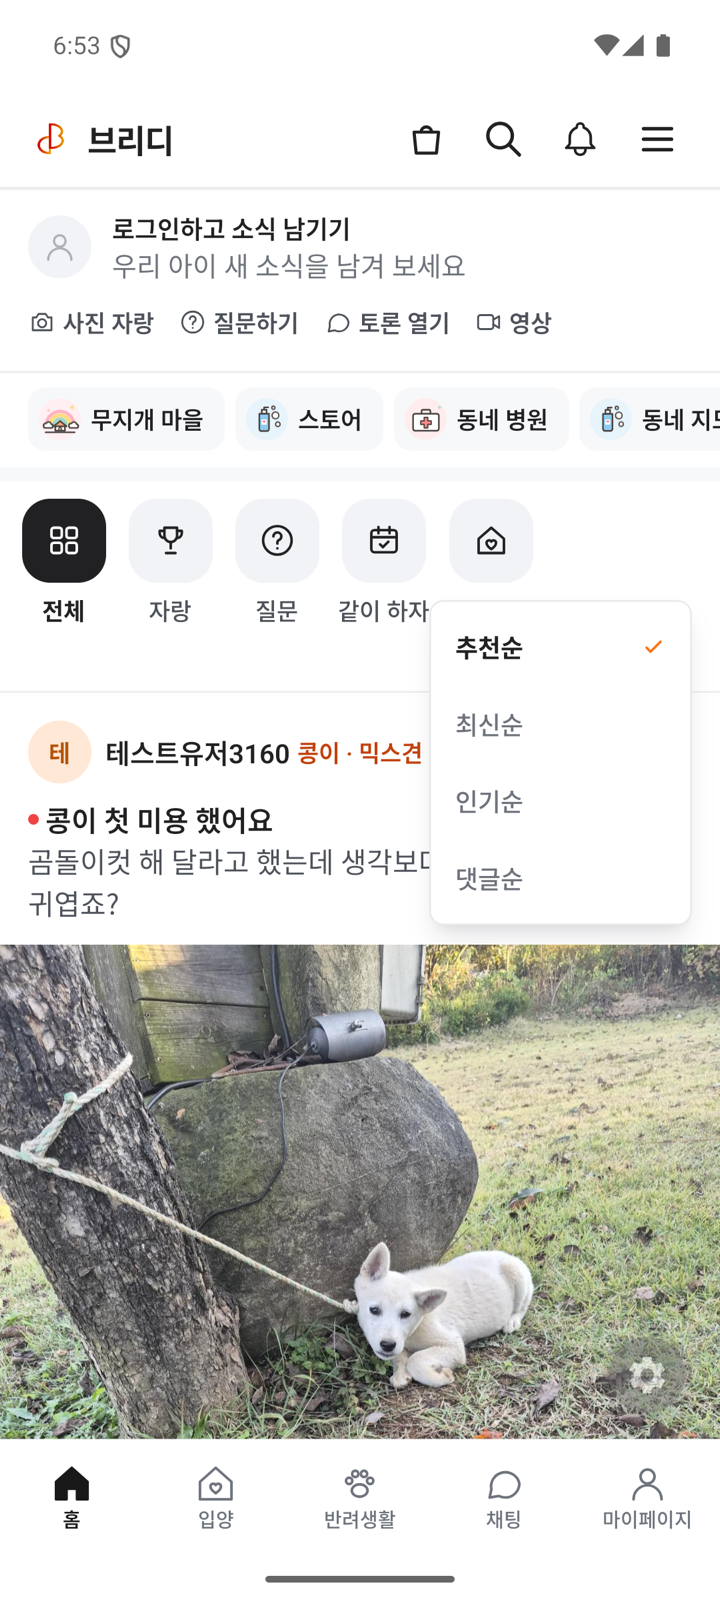 6:53
브리디
로그인하고 소식 남기기
우리 아이 새 소식을 남겨 보세요
사진 자랑 질문하기 토론 열기 영상
무지개 마을 스토어 동네 병원 동네
전체 자랑 질문 같이 하자
추천순
최신순
인기순
댓글순
테 테스트유저3160 콩이 · 믹스견
콩이 첫 미용 했어요
곰돌이컷 해 달라고 했는데
귀엽죠?
홈 입양 반려생활 채팅 마이페이지